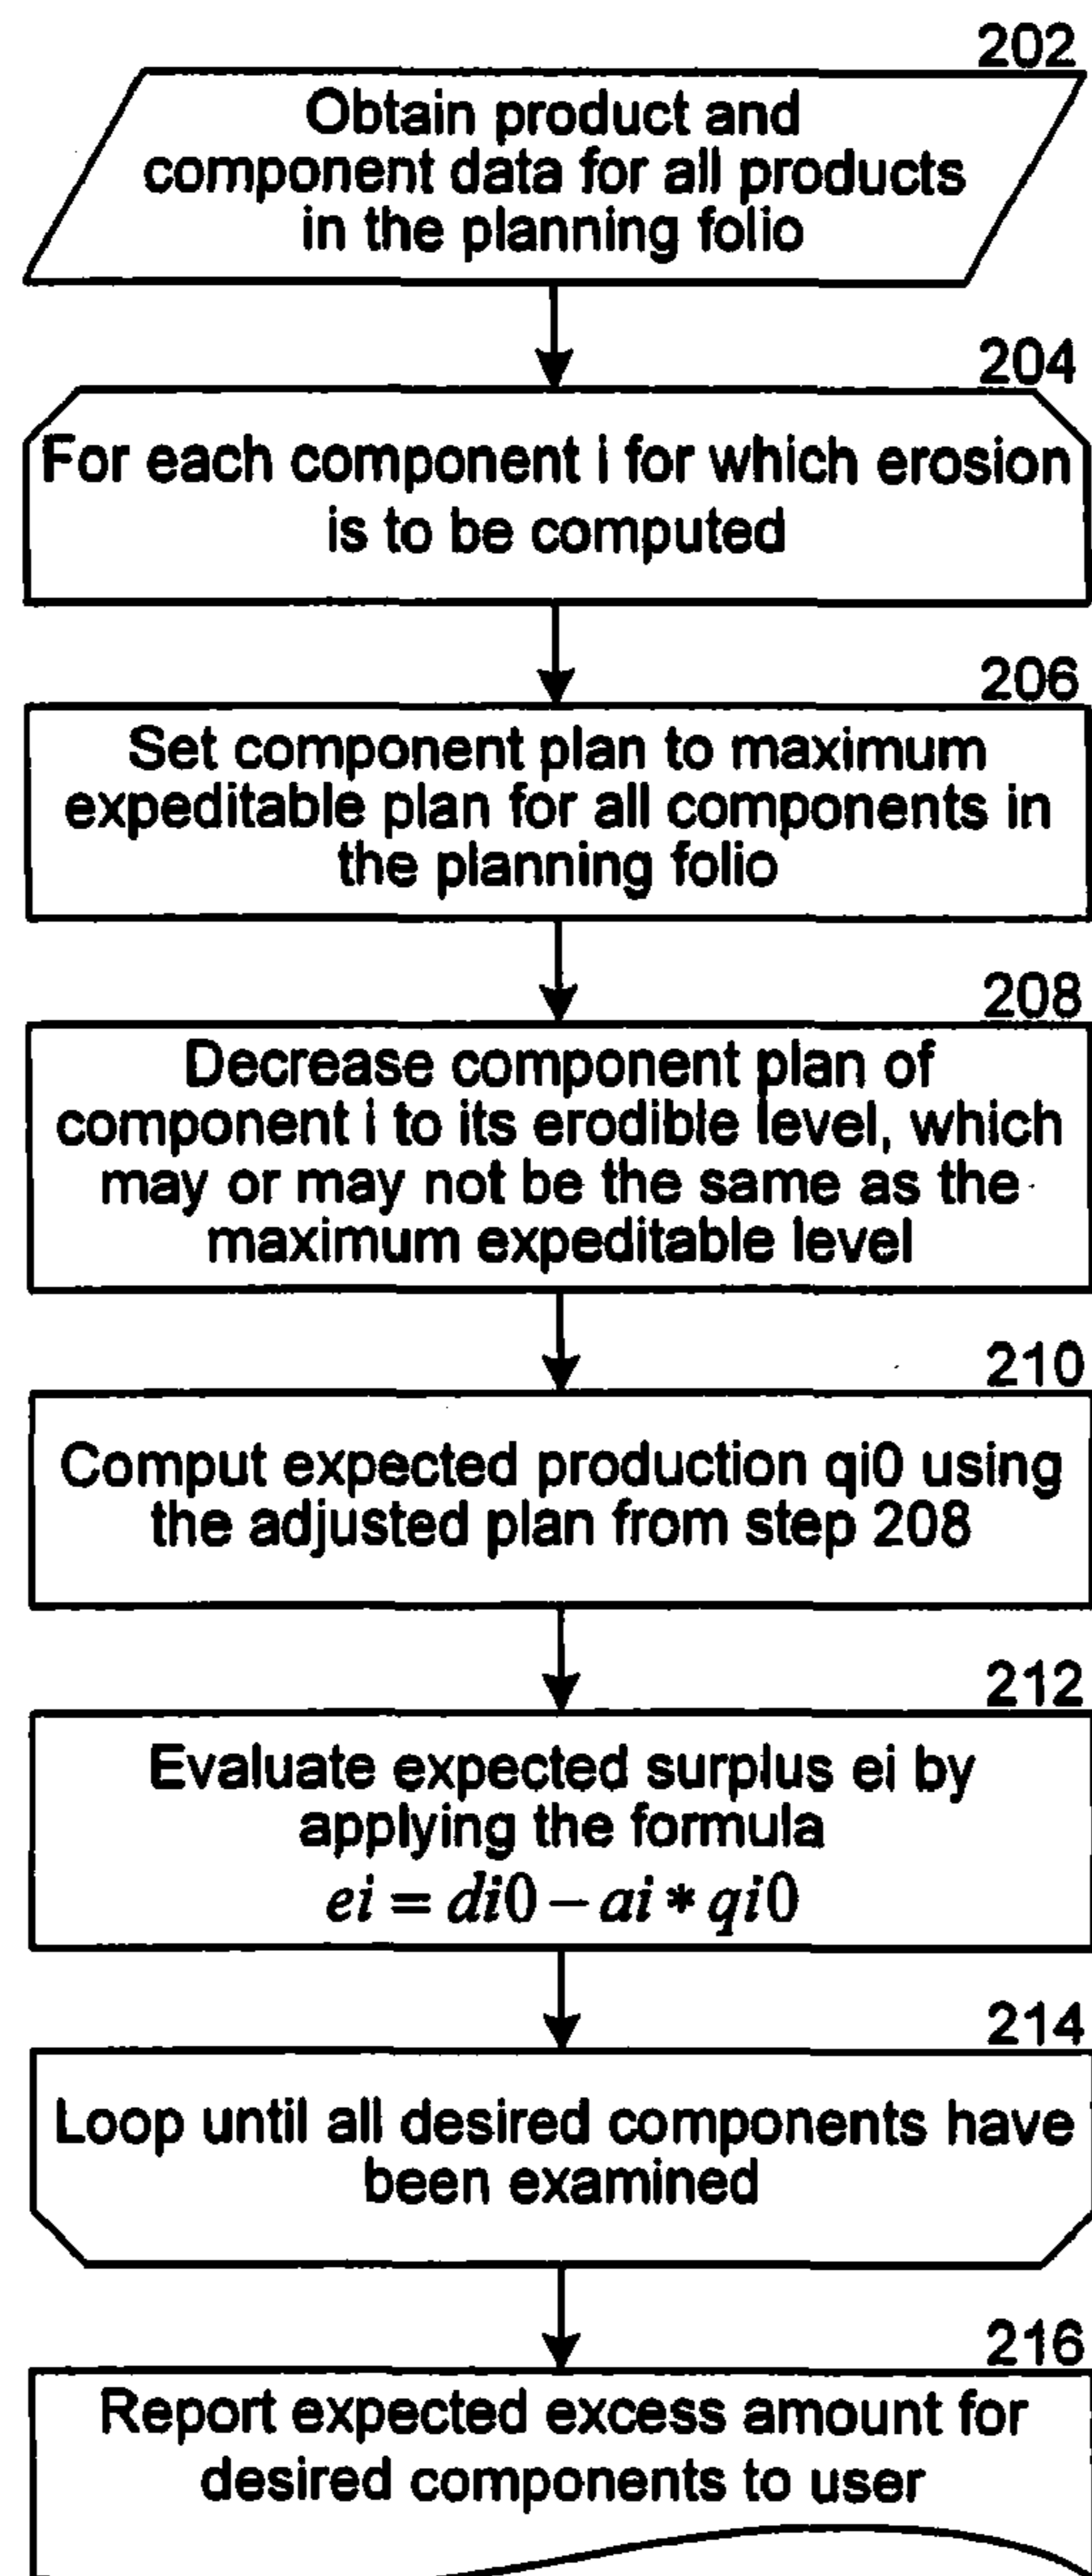 202
Obtain product and
component data for all products
in the planning folio
204
For each component i for which erosion
is to be computed
206
Set component plan to maximum
expeditable plan for all components in
the planning folio
208
Decrease component plan of
component i to its erodible level, which
may or may not be the same as the
maximum expeditable level
210
Comput expected production qi0 using
the adjusted plan from step 208
212
Evaluate expected surplus ei by
applying the formula
ei = di0 – ai * qi0
214
Loop until all desired components have
been examined
216
Report expected excess amount for
desired components to user